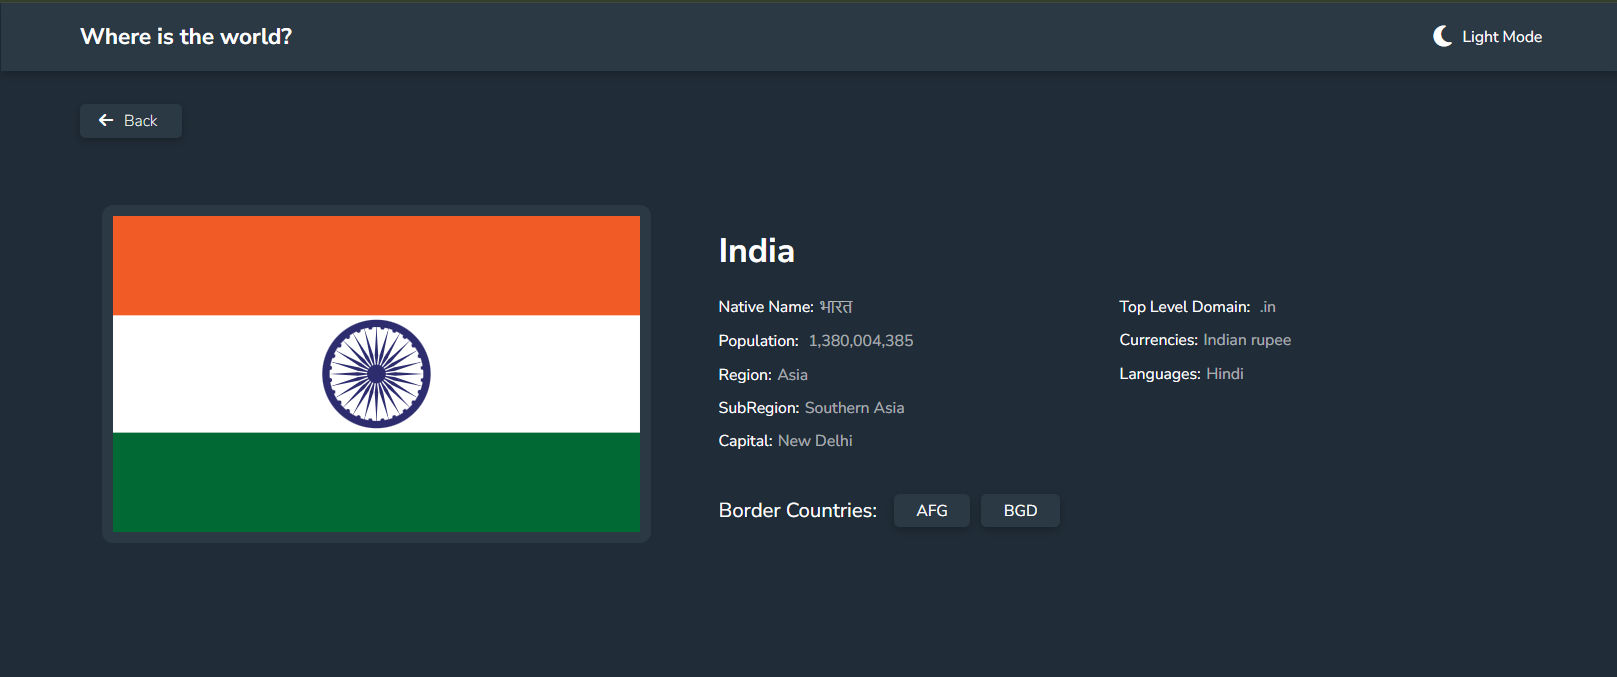 Where is the world?
Light Mode
Back
India
Native Name: भारत
Population: 1,380,004,385
Region: Asia
SubRegion: Southern Asia
Capital: New Delhi
Top Level Domain: .in
Currencies: Indian rupee
Languages: Hindi
Border Countries: AFG BGD